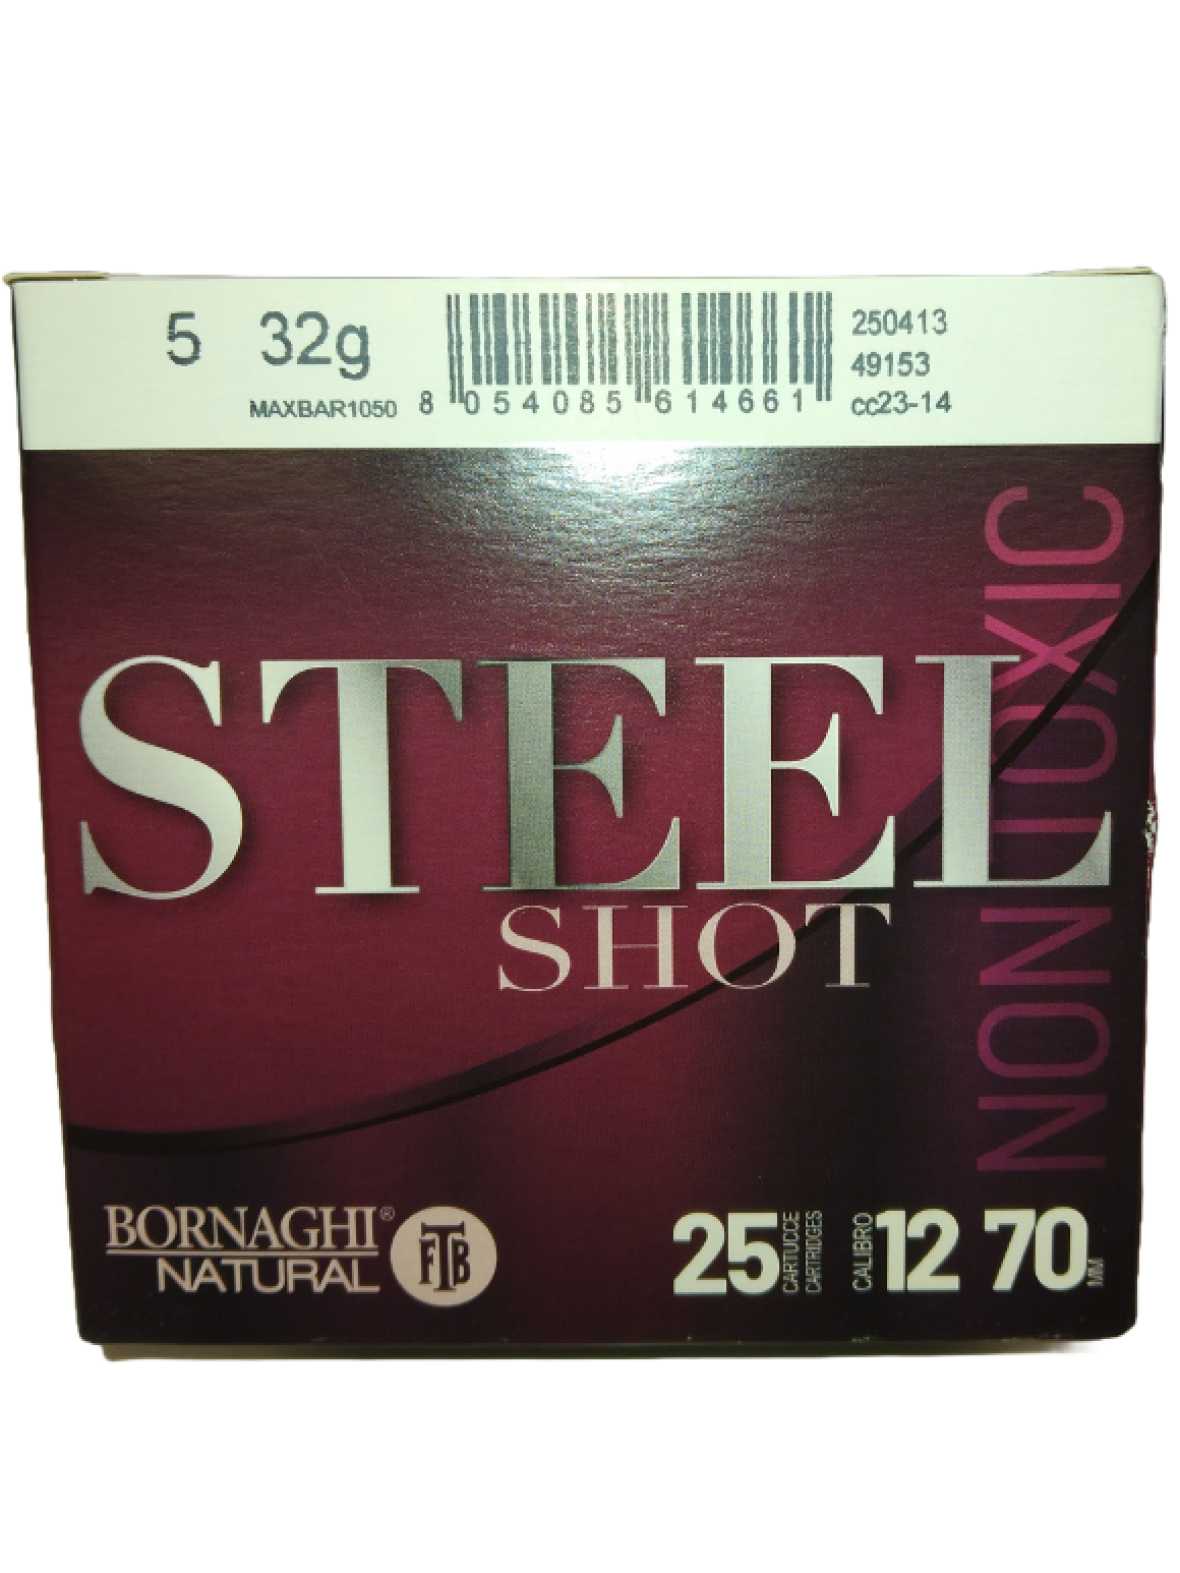 5 32g
MAXBAR1050
8 054085 614661
250413
49153
cc23-14
NON TOXIC
STEEL
SHOT
BORNAGHI®
NATURAL
FTB
25 CARTUCCE
CARTRIDGES
CALIBRO 12 70 MM